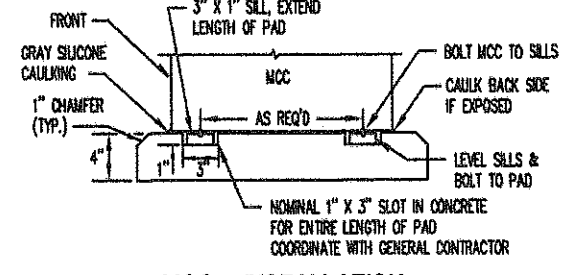 3" X 1" SILL, EXTEND
LENGTH OF PAD
FRONT
GRAY SILICONE
CAULKING
1" CHAMFER
(TYP.)
MCC
BOLT MCC TO SILLS
CAULK BACK SIDE
IF EXPOSED
AS REQ'D
4"
1"
3"
LEVEL SILLS &
BOLT TO PAD
NOMINAL 1" X 3" SLOT IN CONCRETE
FOR ENTIRE LENGTH OF PAD
COORDINATE WITH GENERAL CONTRACTOR